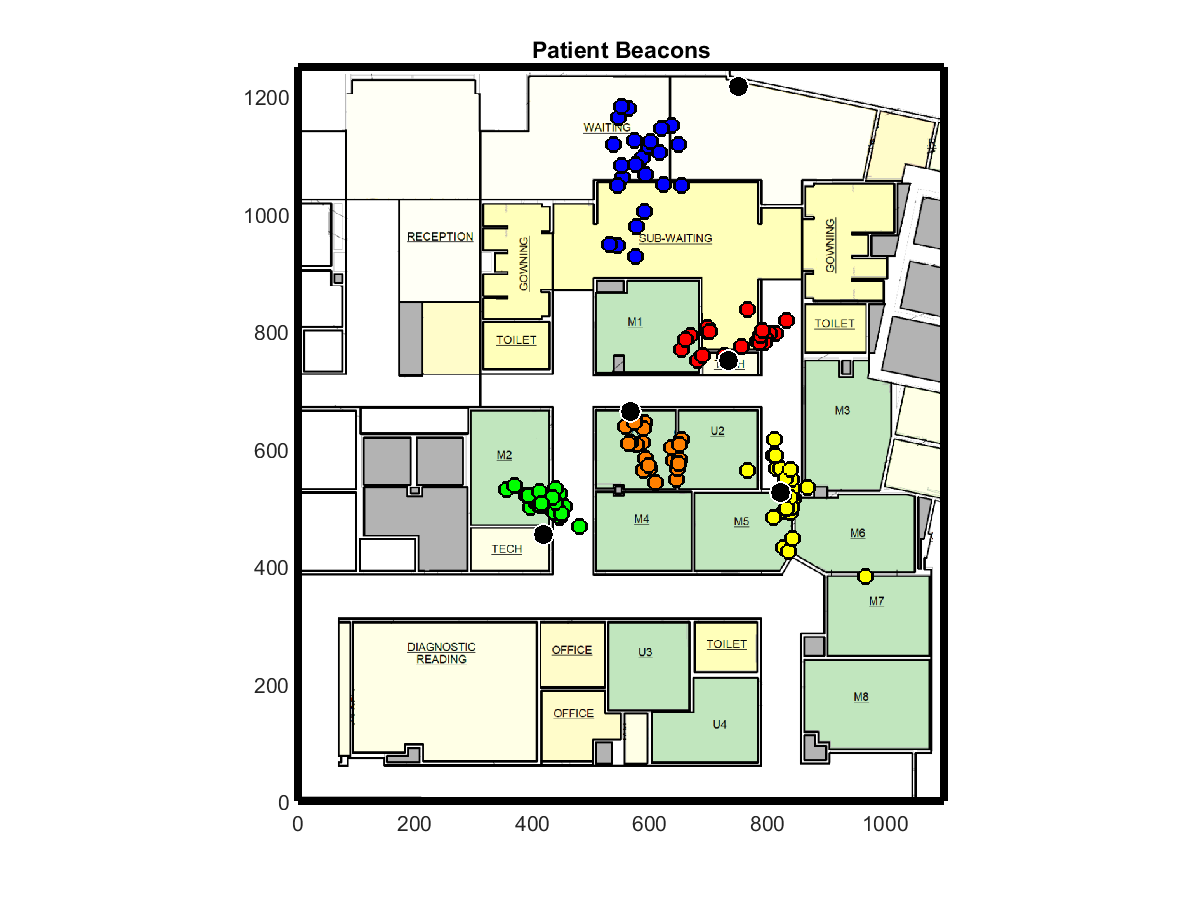 Patient Beacons
1200
1000
800
600
400
200
0
0
200
400
600
800
1000
WAITING
RECEPTION
GOWNING
SUB-WAITING
GOWNING
M1
TOILET
TOILET
M3
U2
M2
M4
M5
M6
TECH
M7
DIAGNOSTIC
READING
OFFICE
U3
TOILET
OFFICE
U4
M8